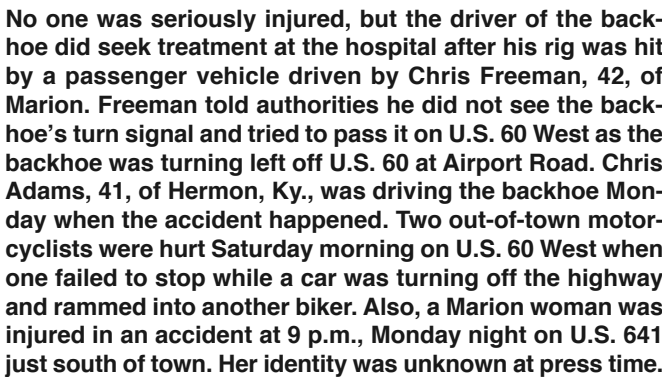 No one was seriously injured, but the driver of the back-
hoe did seek treatment at the hospital after his rig was hit
by a passenger vehicle driven by Chris Freeman, 42, of
Marion. Freeman told authorities he did not see the back-
hoe's turn signal and tried to pass it on U.S. 60 West as the
backhoe was turning left off U.S. 60 at Airport Road. Chris
Adams, 41, of Hermon, Ky., was driving the backhoe Mon-
day when the accident happened. Two out-of-town motor-
cyclists were hurt Saturday morning on U.S. 60 West when
one failed to stop while a car was turning off the highway
and rammed into another biker. Also, a Marion woman was
injured in an accident at 9 p.m., Monday night on U.S. 641
just south of town. Her identity was unknown at press time.